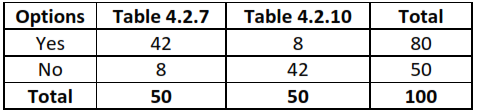 Options Table 4.2.7 Table 4.2.10 Total
Yes 42 8 80
No 8 42 50
Total 50 50 100